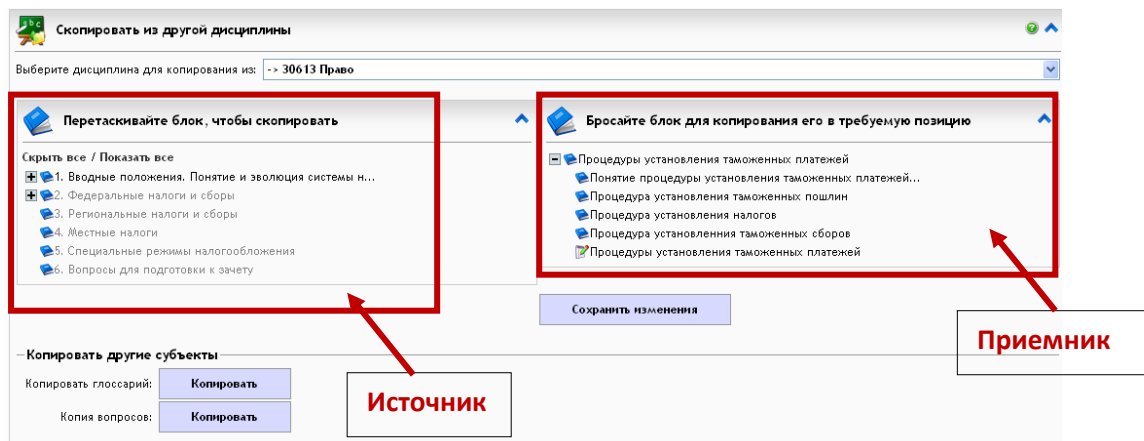 Скопировать из другой дисциплины
Выберите дисциплина для копирования из: -> 30613 Право
Перетаскивайте блок, чтобы скопировать
Скрыть все / Показать все
1. Вводные положения. Понятие и эволюция системы н...
2. Федеральные налоги и сборы
3. Региональные налоги и сборы
4. Местные налоги
5. Специальные режимы налогообложения
6. Вопросы для подготовки к зачету
Бросайте блок для копирования его в требуемую позицию
Процедуры установления таможенных платежей
Понятие процедуры установления таможенных платежей...
Процедура установления таможенных пошлин
Процедура установления налогов
Процедура установленния таможенных сборов
Процедуры установления таможенных платежей
Сохранить изменения
Приемник
Источник
Копировать другие субъекты
Копировать глоссарий: Копировать
Копия вопросов: Копировать